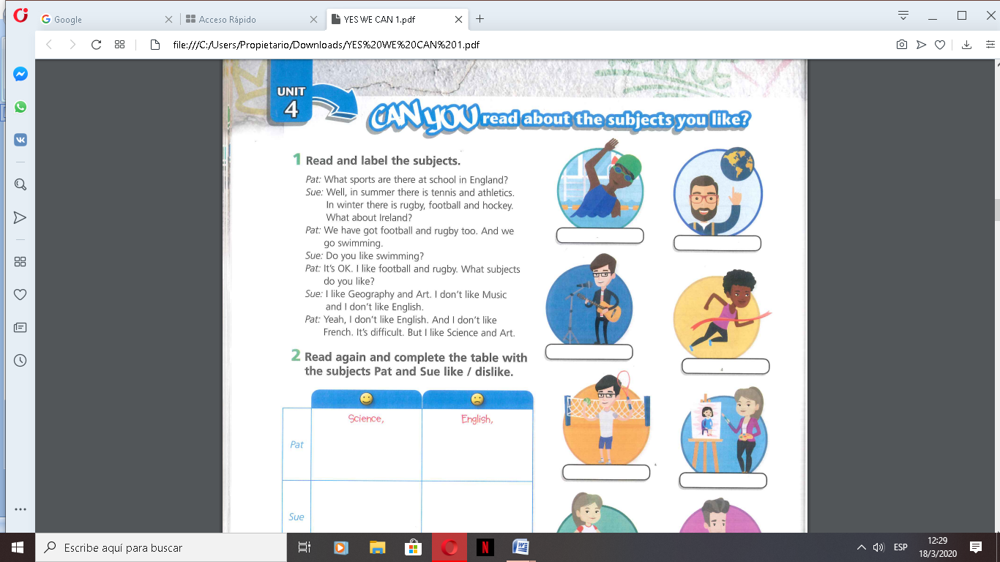 Google
Acceso Rápido
YES WE CAN 1.pdf
file:///C:/Users/Propietario/Downloads/YES%20WE%20CAN%201.pdf
UNIT
4
CAN YOU read about the subjects you like?
1 Read and label the subjects.
Pat: What sports are there at school in England?
Sue: Well, in summer there is tennis and athletics.
In winter there is rugby, football and hockey.
What about Ireland?
Pat: We have got football and rugby too. And we
go swimming.
Sue: Do you like swimming?
Pat: It's OK. I like football and rugby. What subjects
do you like?
Sue: I like Geography and Art. I don't like Music
and I don't like English.
Pat: Yeah, I don't like English. And I don't like
French. It's difficult. But I like Science and Art.
2 Read again and complete the table with
the subjects Pat and Sue like / dislike.
Science,
English,
Pat
Sue
Escribe aquí para buscar
ESP
12:29
18/3/2020